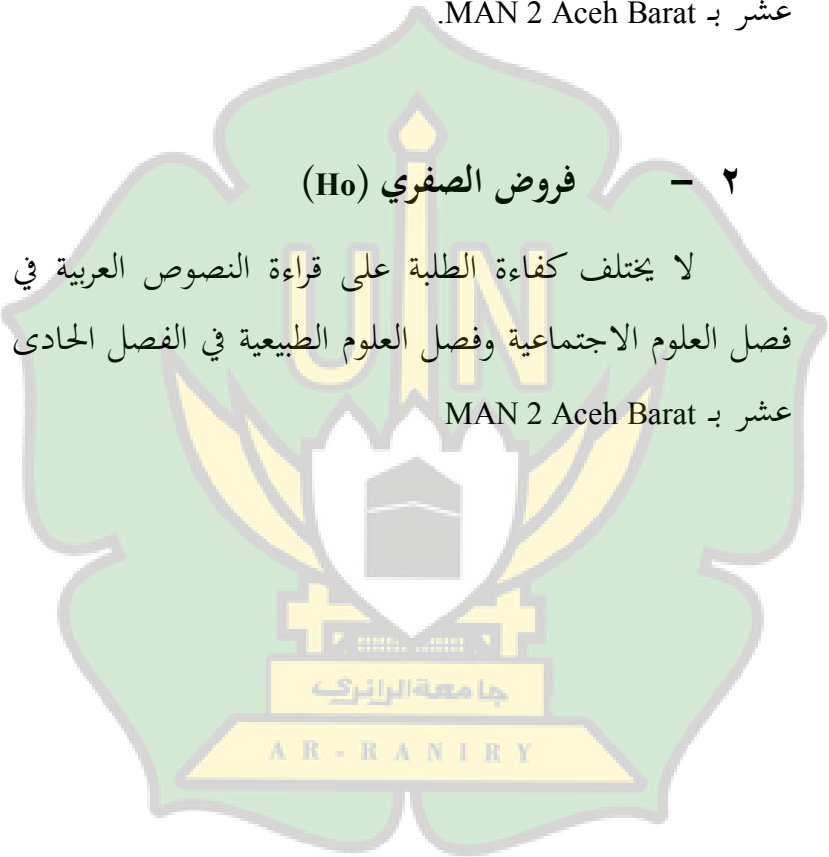 عشر بـ MAN 2 Aceh Barat.
٢ – فروض الصفري (Ho)
لا يختلف كفاءة الطلبة على قراءة النصوص العربية في
فصل العلوم الاجتماعية وفصل العلوم الطبيعية في الفصل الحادى
عشر بـ MAN 2 Aceh Barat
UIN
جامعة الرانري
AR-RANIRY